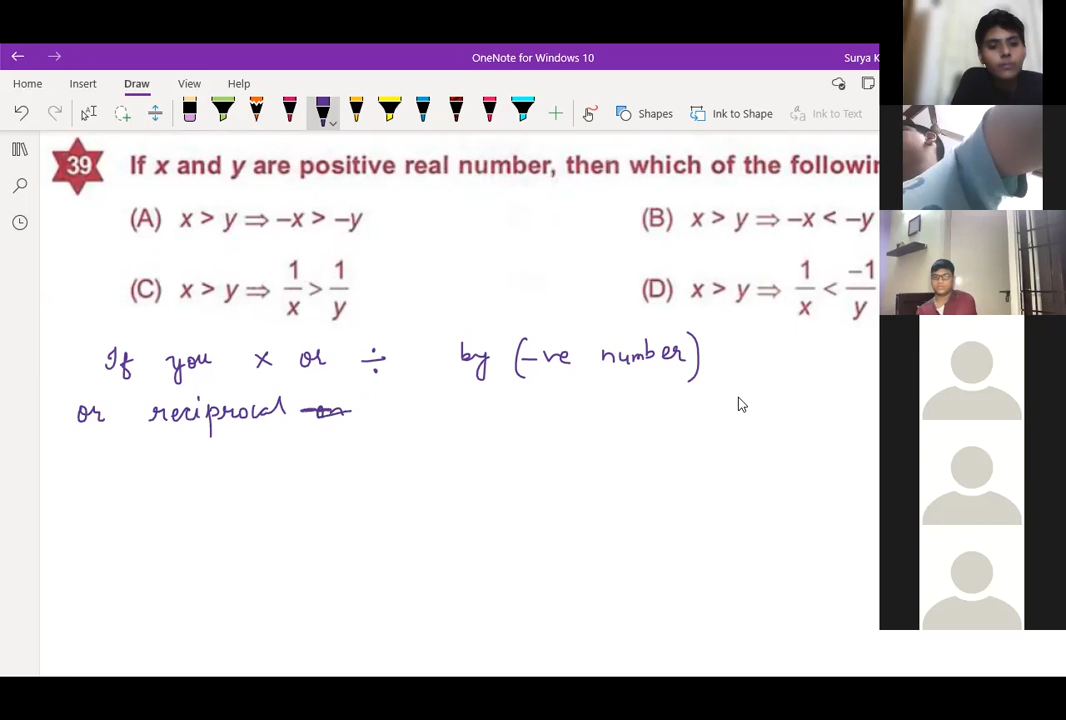 OneNote for Windows 10
Surya K
Home Insert Draw View Help
Shapes Ink to Shape Ink to Text
39 If x and y are positive real number, then which of the followin
(A) x > y ⇒ –x > –y
(B) x > y ⇒ –x < –y
(C) x > y ⇒ 1/x > 1/y
(D) x > y ⇒ 1/x < –1/y
If you × or ÷ by (–ve number)
or reciprocal